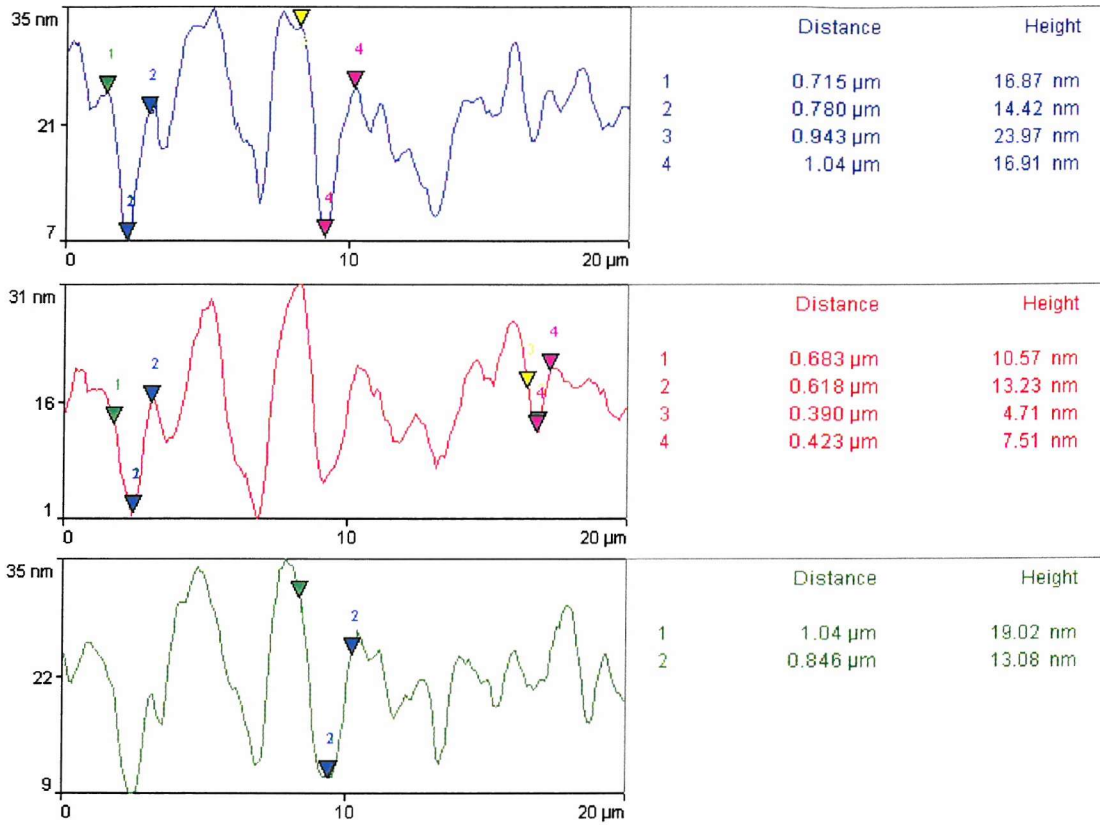 35 nm
21
7
0 10 20 µm
1
2
2
4
4
Distance Height
1 0.715 µm 16.87 nm
2 0.780 µm 14.42 nm
3 0.943 µm 23.97 nm
4 1.04 µm 16.91 nm
31 nm
16
1
0 10 20 µm
1
2
2
4
4
Distance Height
1 0.683 µm 10.57 nm
2 0.618 µm 13.23 nm
3 0.390 µm 4.71 nm
4 0.423 µm 7.51 nm
35 nm
22
9
0 10 20 µm
2
2
Distance Height
1 1.04 µm 19.02 nm
2 0.846 µm 13.08 nm